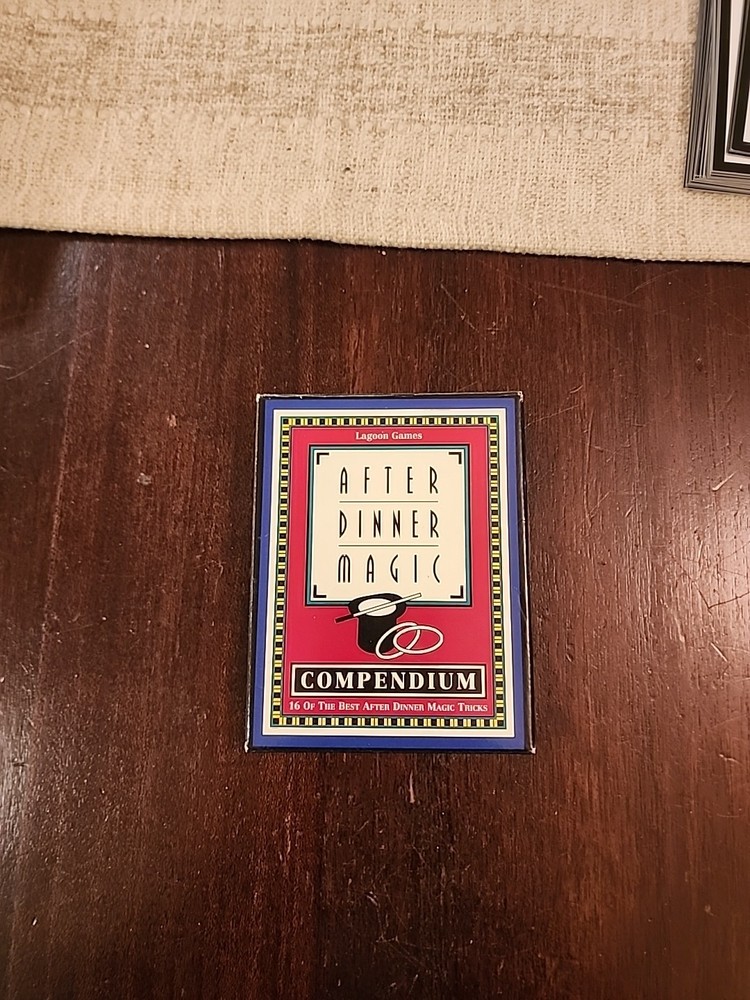 Lagoon Games
AFTER
DINNER
MAGIC
COMPENDIUM
16 Of The Best After Dinner Magic Tricks